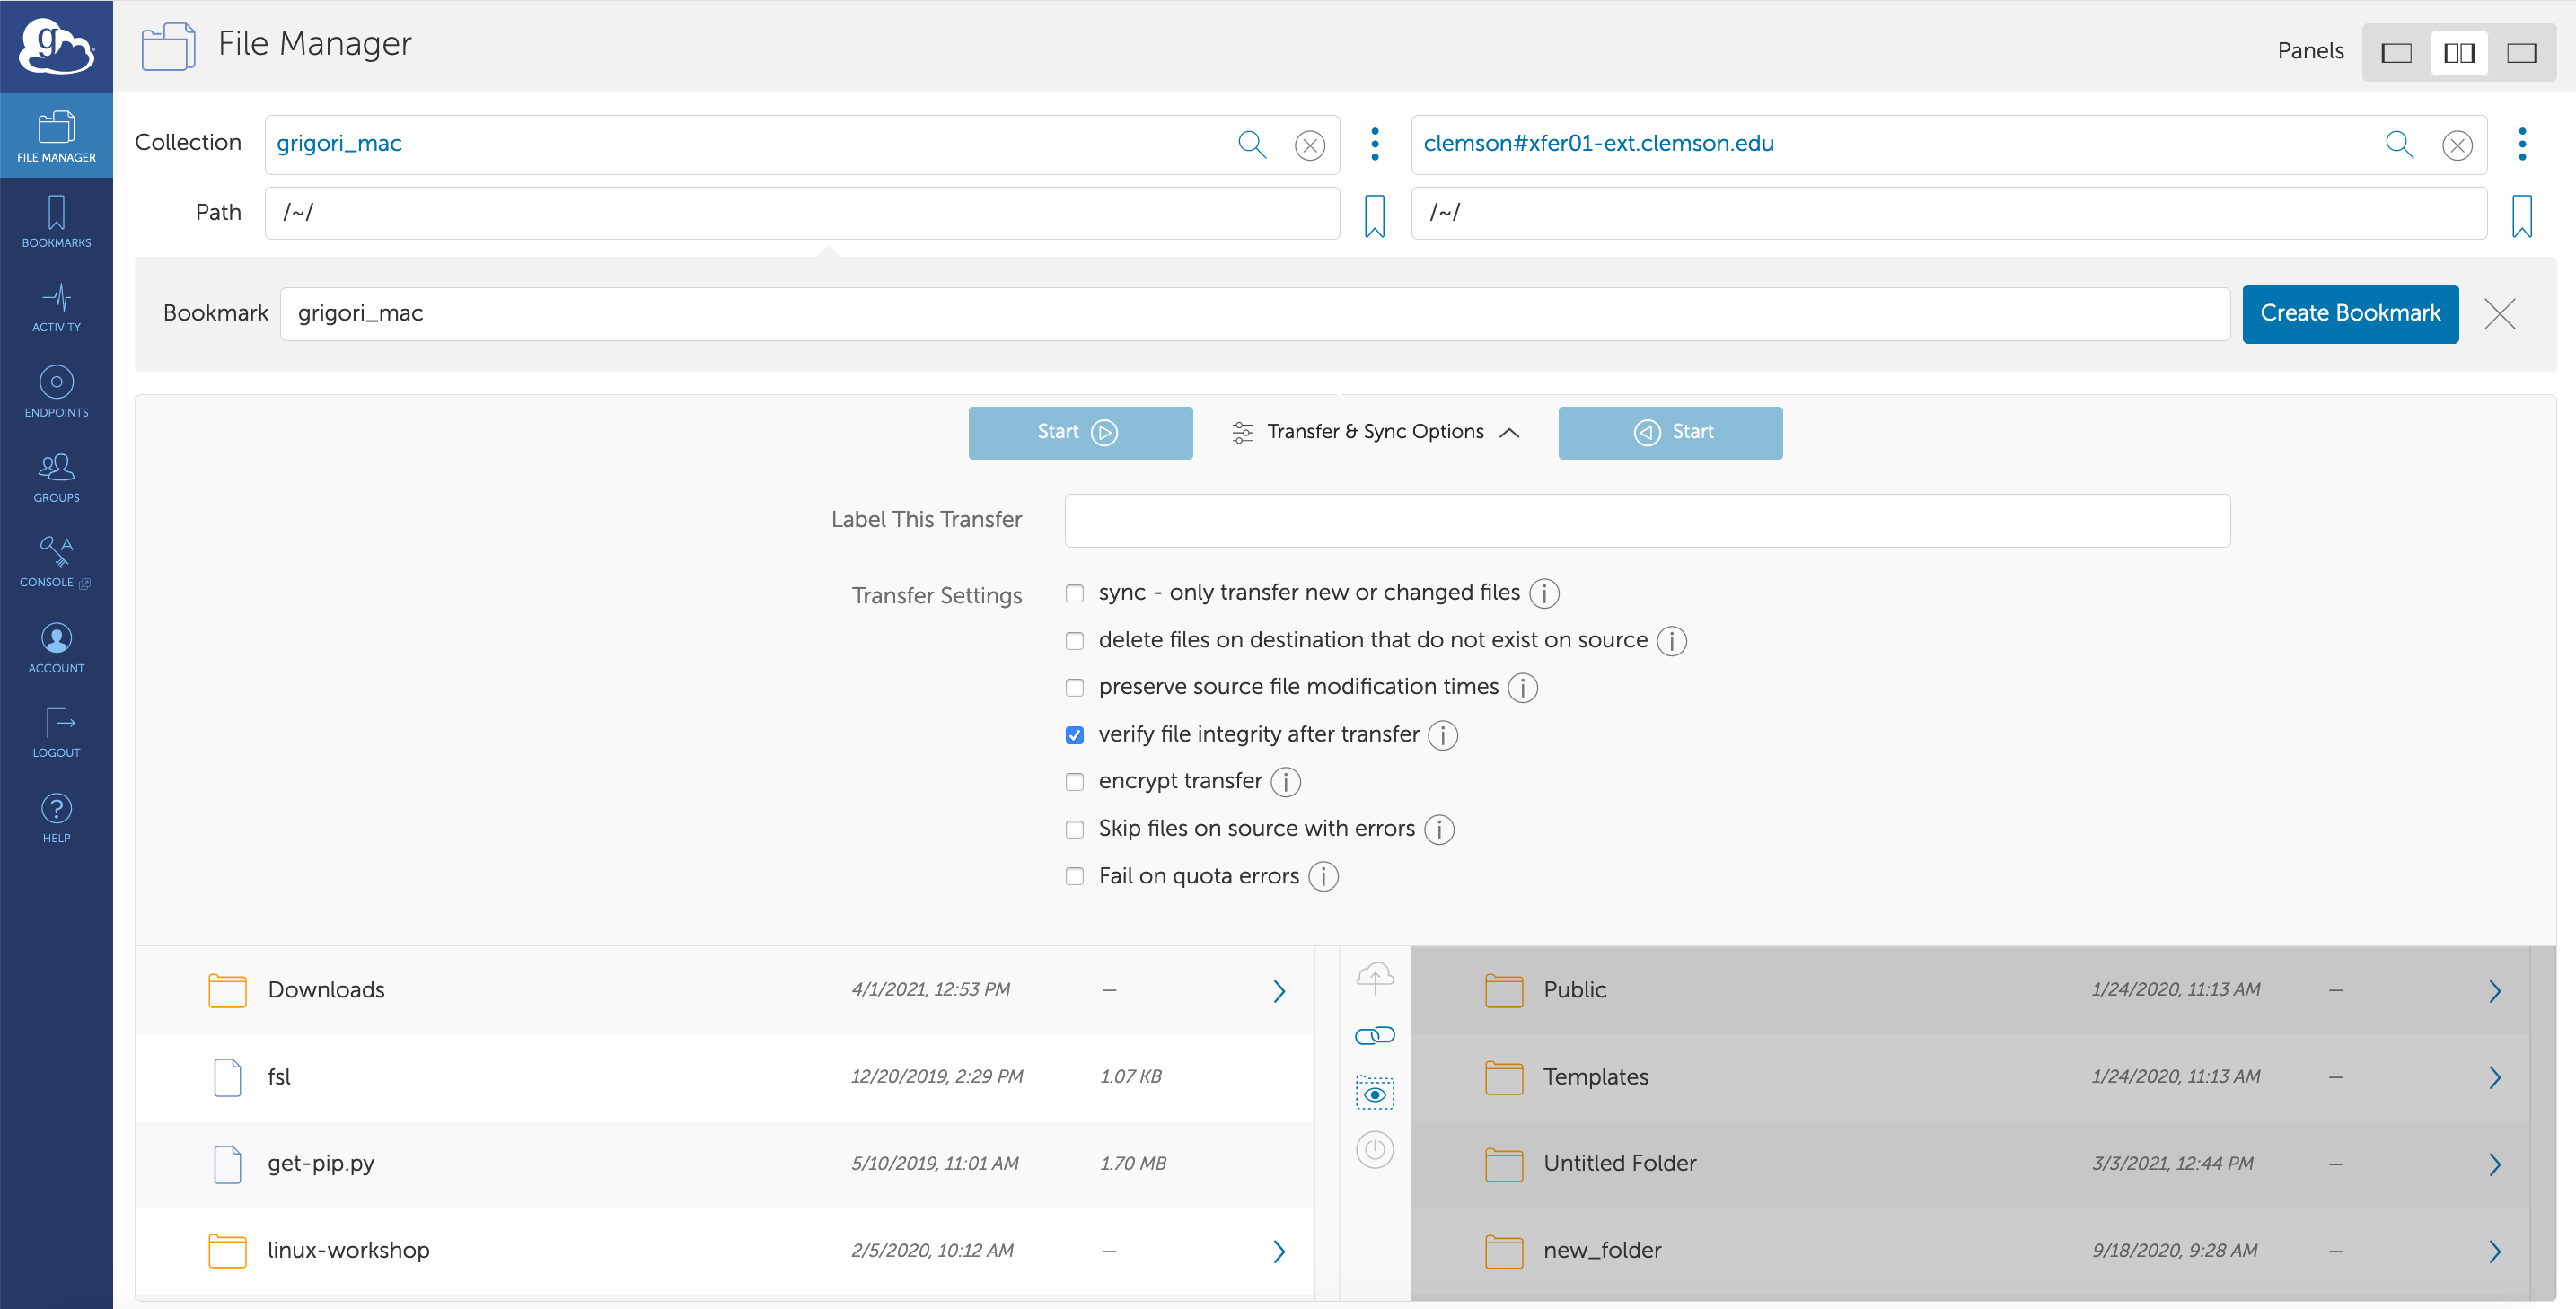 g
File Manager
Panels
FILE MANAGER
BOOKMARKS
ACTIVITY
ENDPOINTS
GROUPS
CONSOLE
ACCOUNT
LOGOUT
HELP
Collection grigori_mac clemson#xfer01-ext.clemson.edu
Path /~/ /~/
Bookmark grigori_mac Create Bookmark
Start Transfer & Sync Options Start
Label This Transfer
Transfer Settings sync - only transfer new or changed files
delete files on destination that do not exist on source
preserve source file modification times
verify file integrity after transfer
encrypt transfer
Skip files on source with errors
Fail on quota errors
Downloads 4/1/2021, 12:53 PM — Public 1/24/2020, 11:13 AM —
fsl 12/20/2019, 2:29 PM 1.07 KB Templates 1/24/2020, 11:13 AM —
get-pip.py 5/10/2019, 11:01 AM 1.70 MB Untitled Folder 3/3/2021, 12:44 PM —
linux-workshop 2/5/2020, 10:12 AM — new_folder 9/18/2020, 9:28 AM —